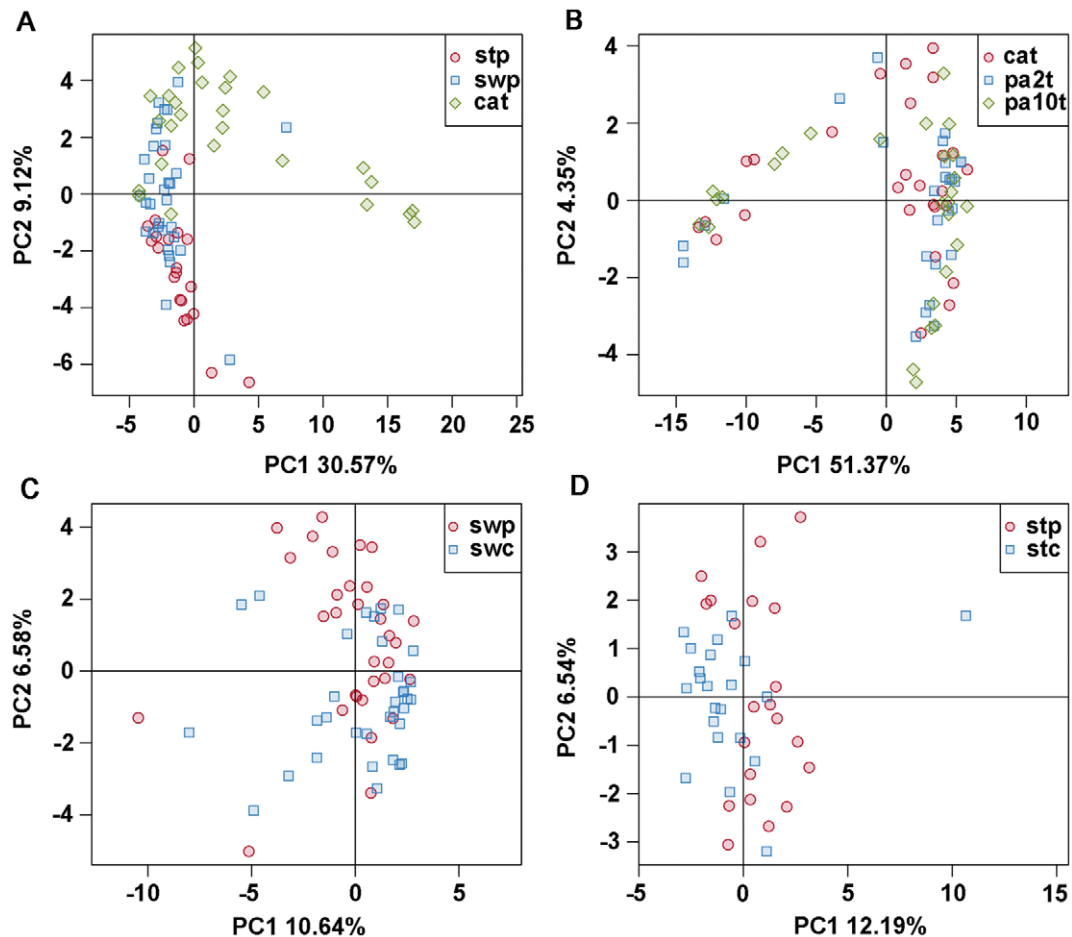 A
stp
swp
cat
4
2
0
-2
-4
-6
PC2 9.12%
-5
0
5
10
15
20
25
PC1 30.57%
B
cat
pa2t
pa10t
4
2
0
-2
-4
PC2 4.35%
-15
-10
-5
0
5
10
PC1 51.37%
C
swp
swc
4
2
0
-2
-4
PC2 6.58%
-10
-5
0
5
PC1 10.64%
D
stp
stc
3
2
1
0
-1
-2
-3
PC2 6.54%
-5
0
5
10
15
PC1 12.19%